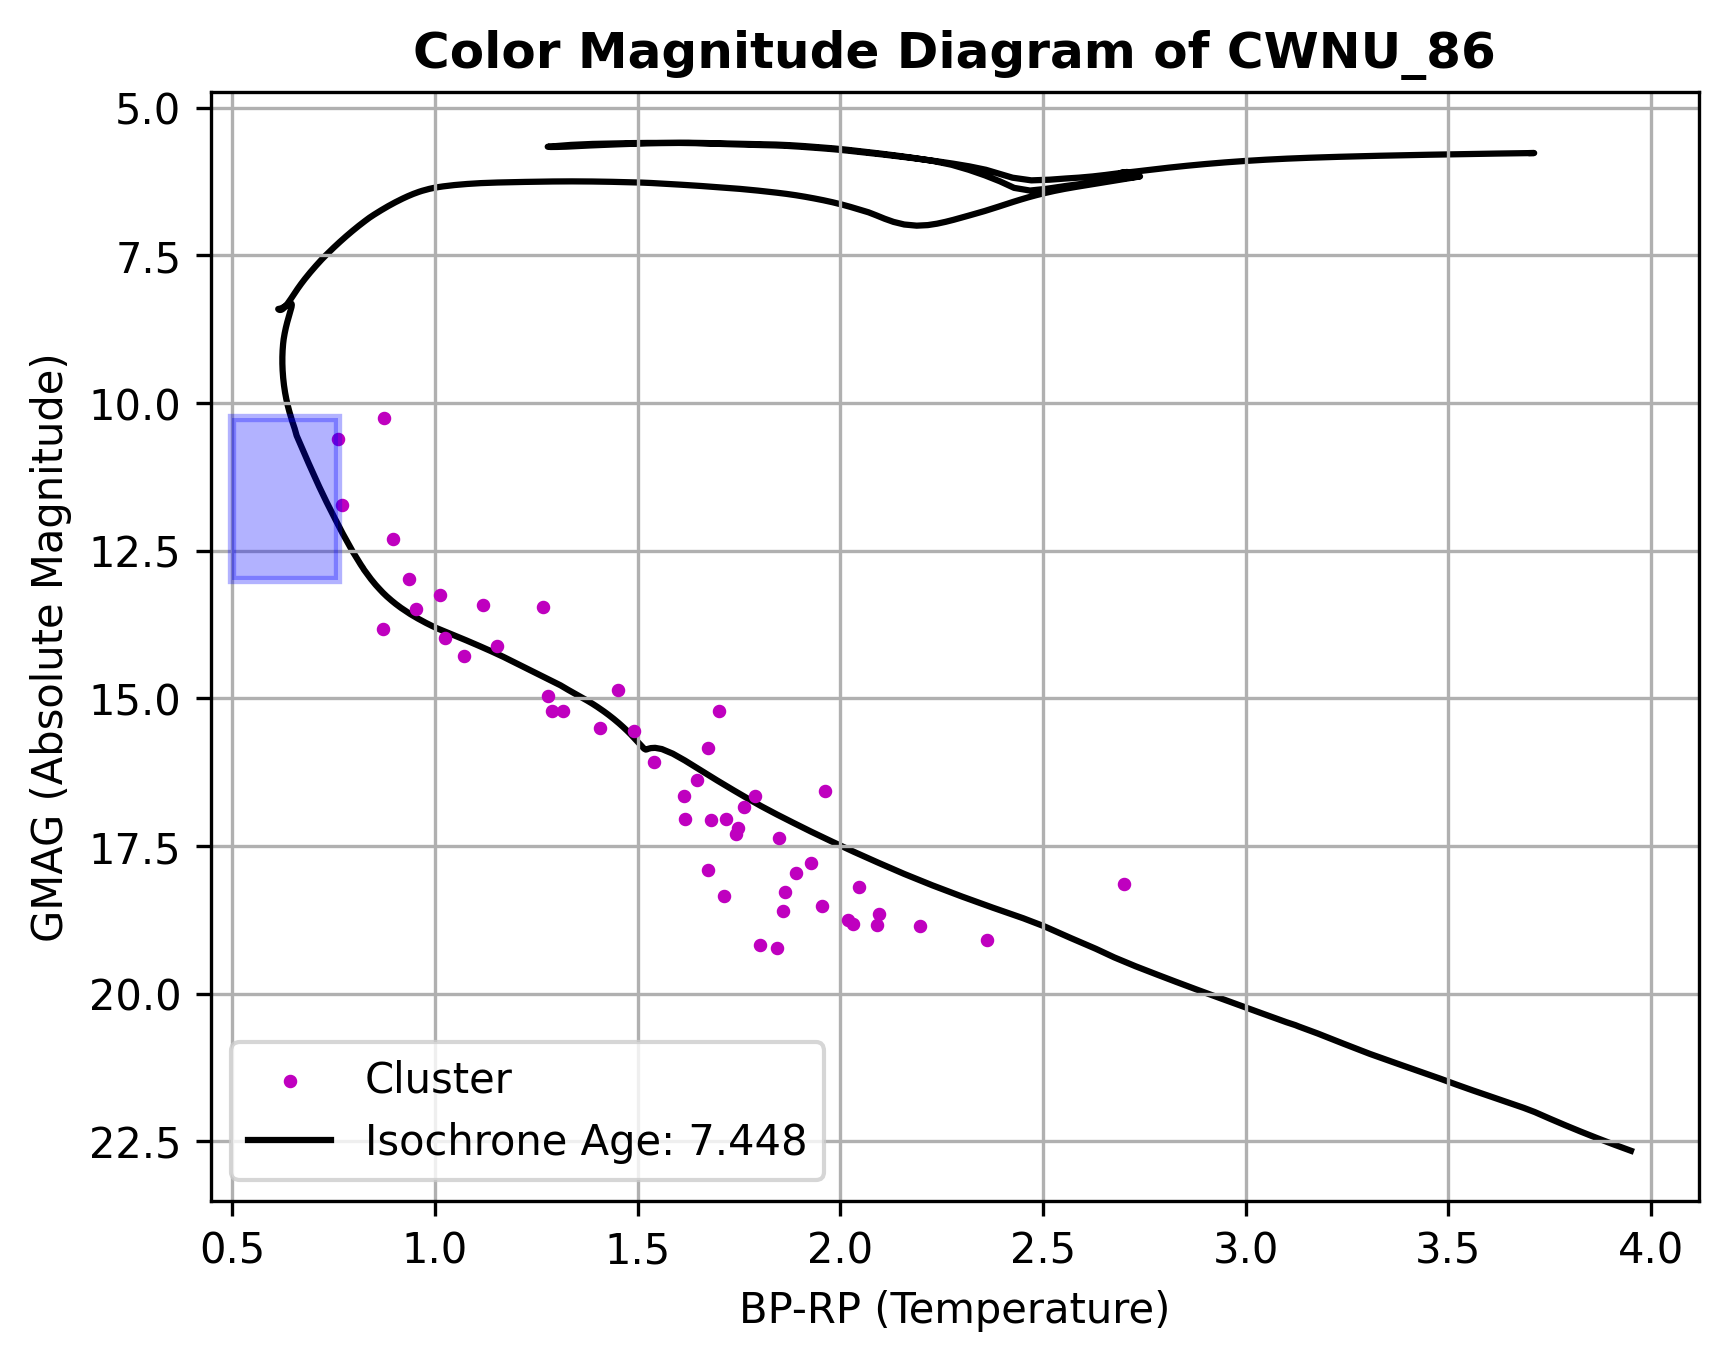 Color Magnitude Diagram of CWNU_86
GMAG (Absolute Magnitude)
5.0
7.5
10.0
12.5
15.0
17.5
20.0
22.5
Cluster
Isochrone Age: 7.448
0.5 1.0 1.5 2.0 2.5 3.0 3.5 4.0
BP-RP (Temperature)